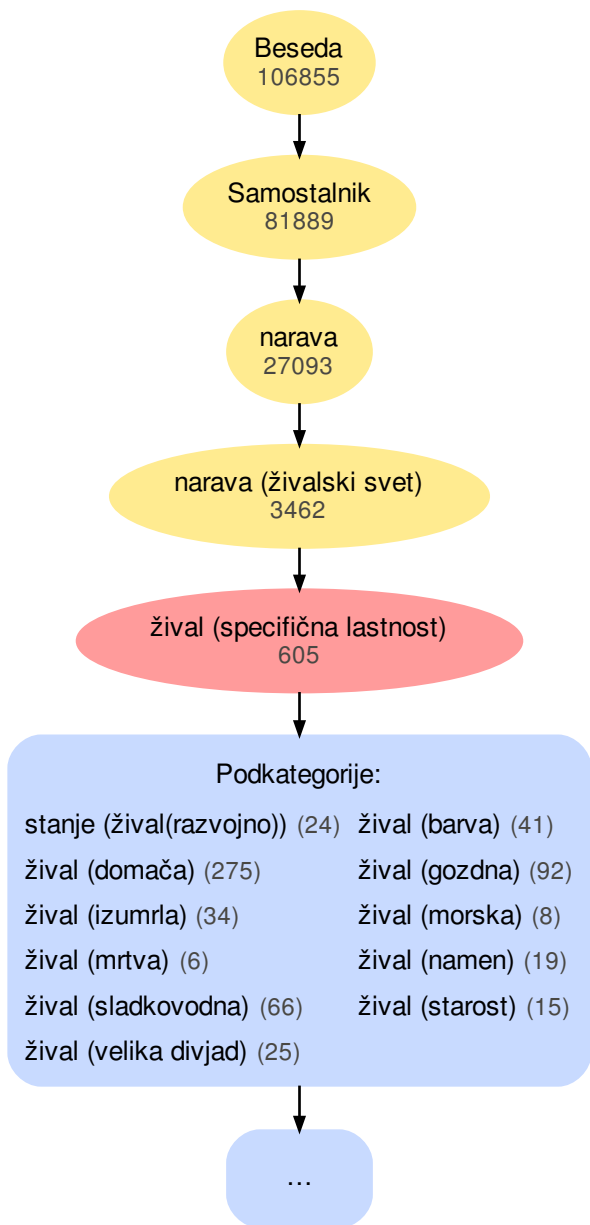 Beseda
106855
Samostalnik
81889
narava
27093
narava (živalski svet)
3462
žival (specifična lastnost)
605
Podkategorije:
stanje (žival(razvojno)) (24) žival (barva) (41)
žival (domača) (275) žival (gozdna) (92)
žival (izumrla) (34) žival (morska) (8)
žival (mrtva) (6) žival (namen) (19)
žival (sladkovodna) (66) žival (starost) (15)
žival (velika divjad) (25)
...